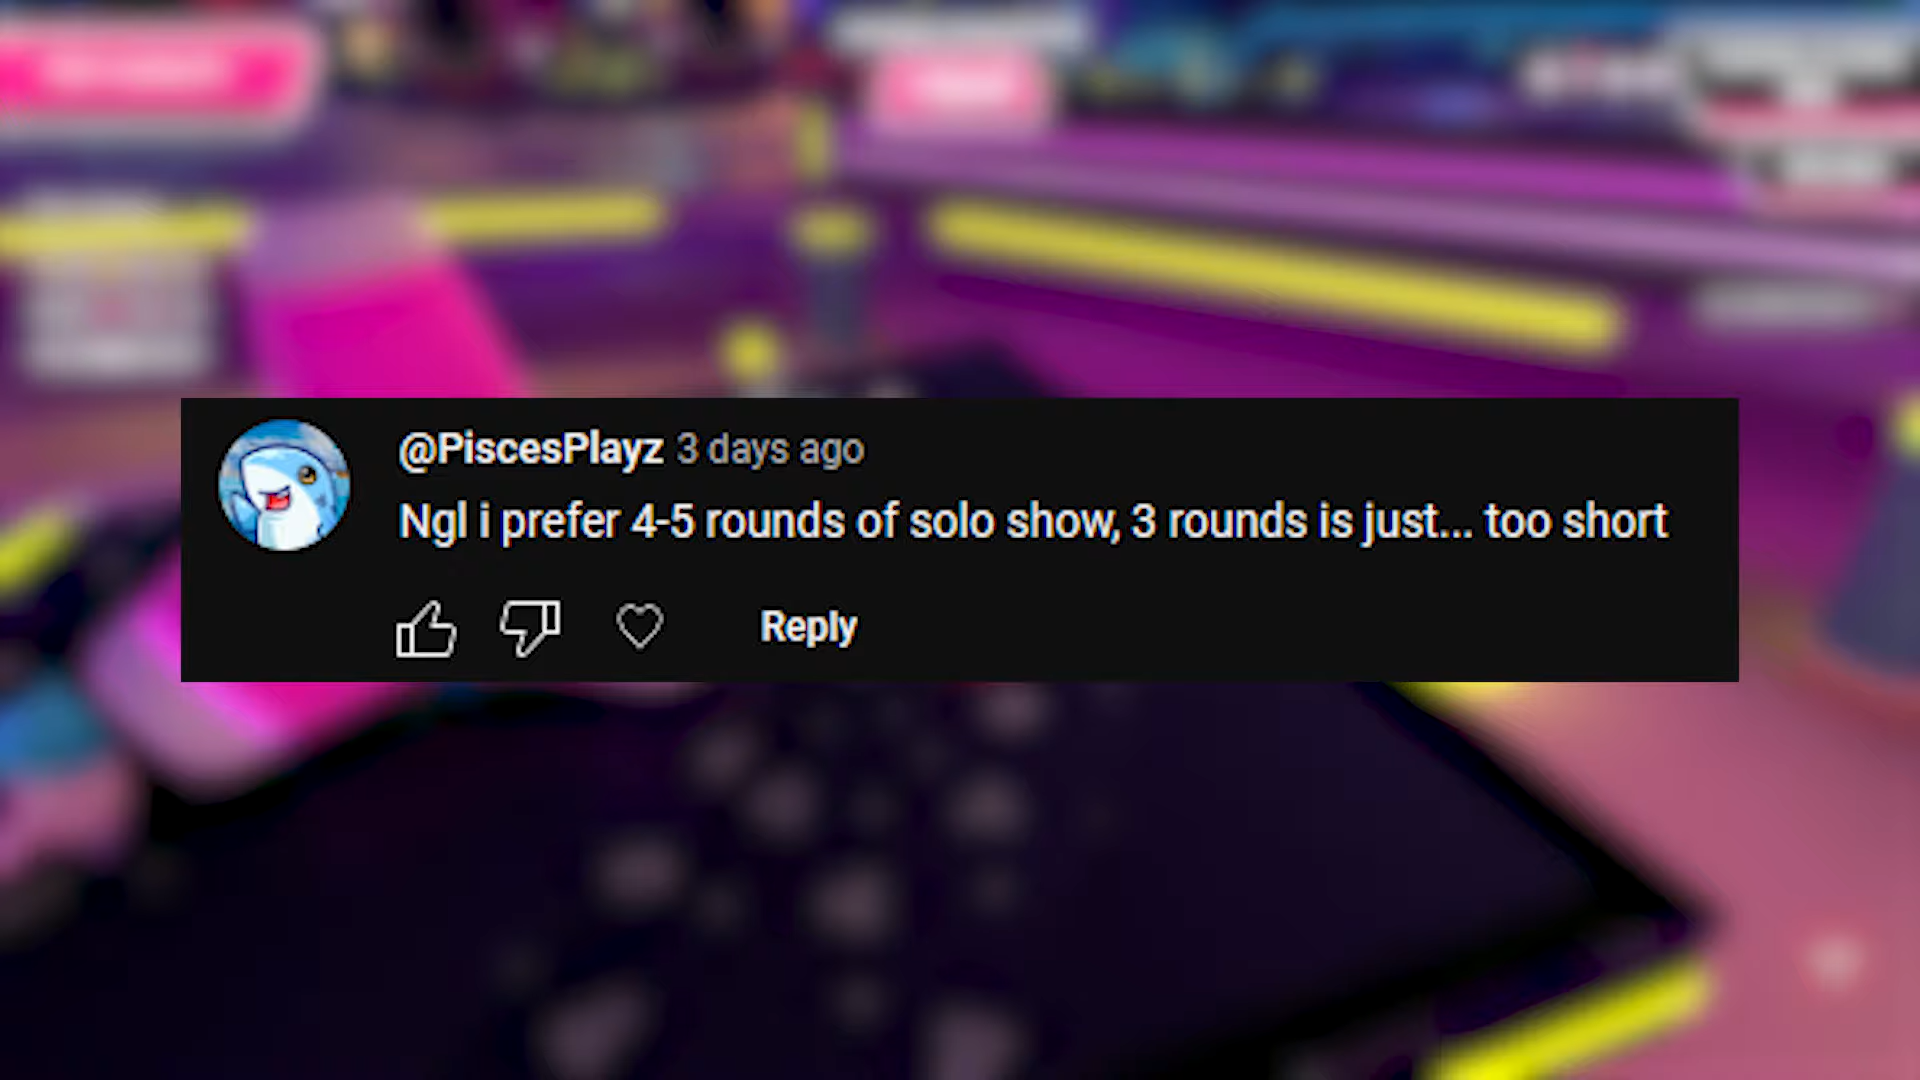 @PiscesPlayz 3 days ago
Ngl i prefer 4-5 rounds of solo show, 3 rounds is just... too short
Reply